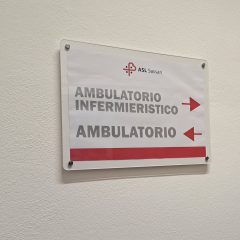 ASL Sassari
AMBULATORIO
INFERMIERISTICO
AMBULATORIO